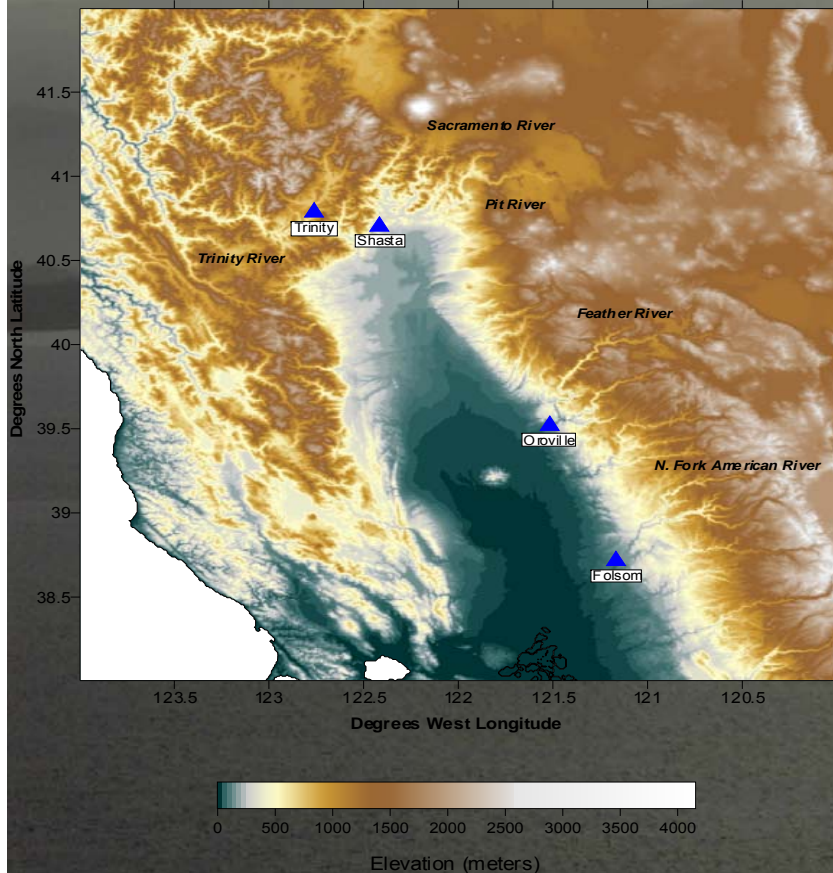 41.5
41
40.5
40
39.5
39
38.5
Degrees North Latitude
Sacramento River
Pit River
Trinity
Shasta
Trinity River
Feather River
Oroville
N. Fork American River
Folsom
123.5 123 122.5 122 121.5 121 120.5
Degrees West Longitude
0 500 1000 1500 2000 2500 3000 3500 4000
Elevation (meters)